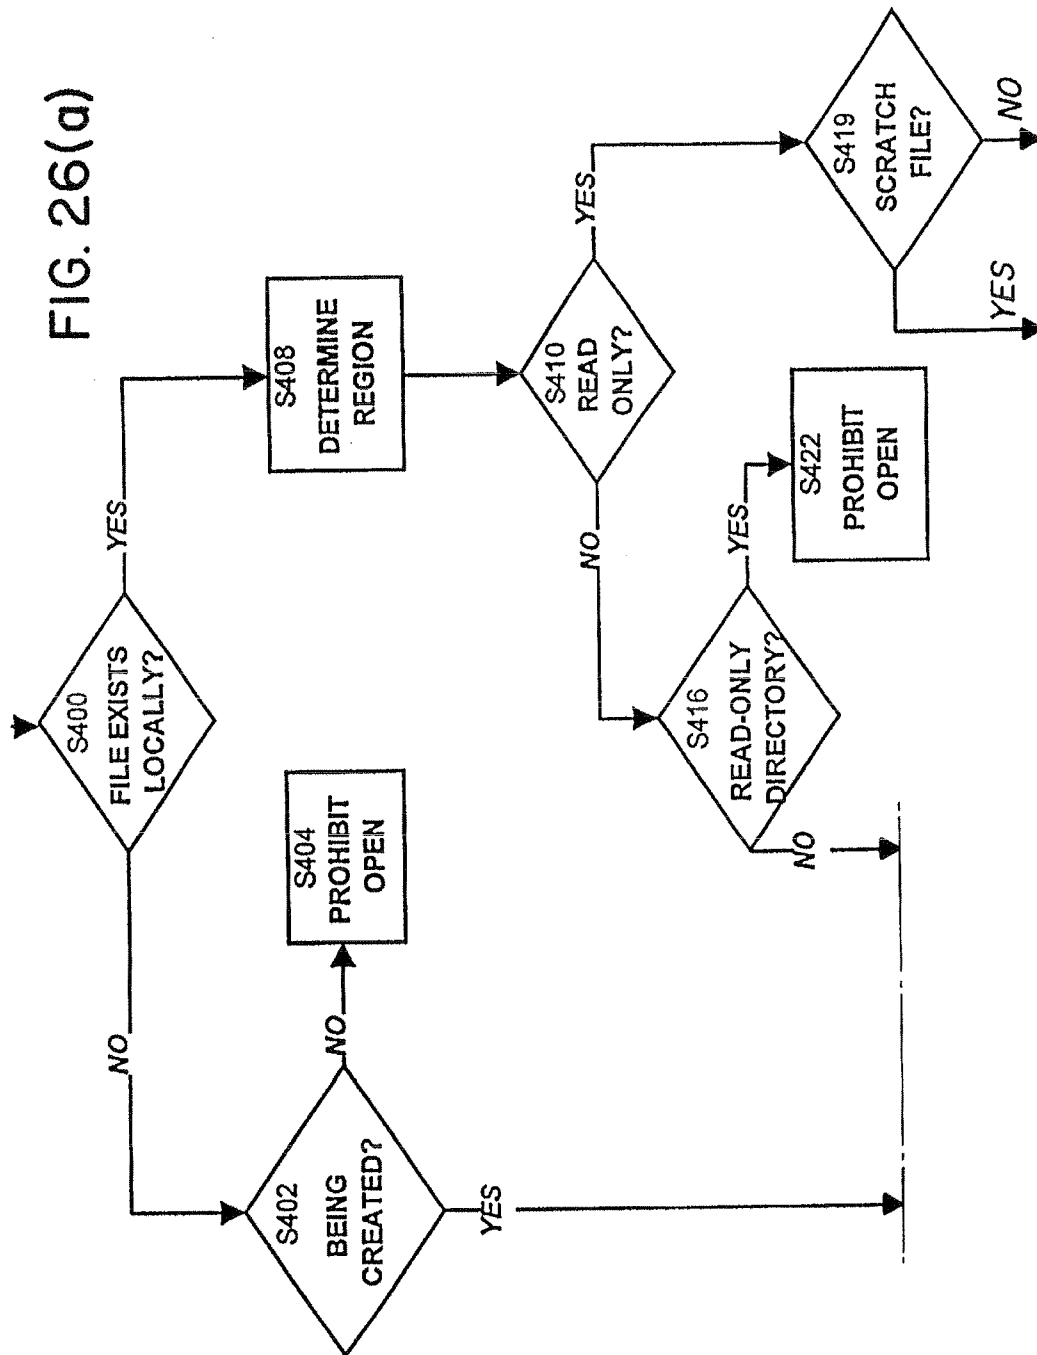 FIG. 26(a)
S400
FILE EXISTS
LOCALLY?
NO
YES
S402
BEING
CREATED?
NO
YES
S404
PROHIBIT
OPEN
S408
DETERMINE
REGION
S410
READ
ONLY?
NO
YES
S416
READ-ONLY
DIRECTORY?
NO
YES
S422
PROHIBIT
OPEN
S419
SCRATCH
FILE?
YES
NO